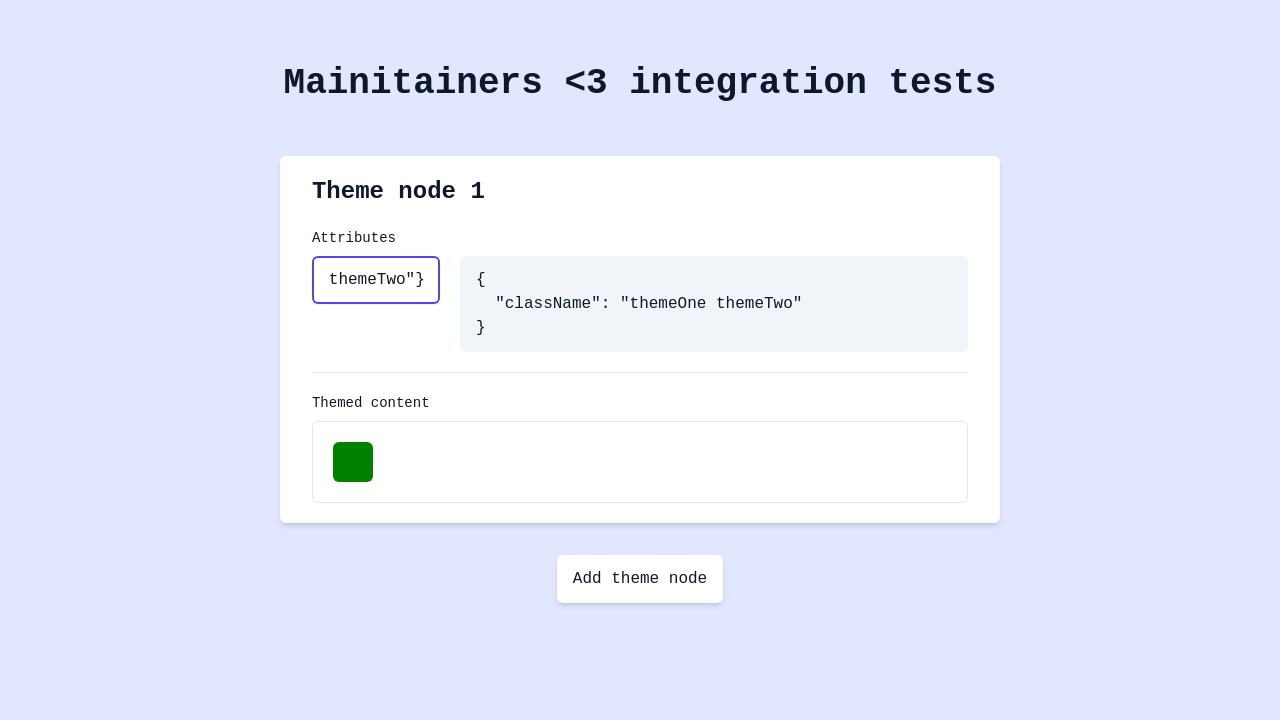 Mainitainers <3 integration tests
Theme node 1
Attributes
themeTwo"}
{
  "className": "themeOne themeTwo"
}
Themed content
Add theme node